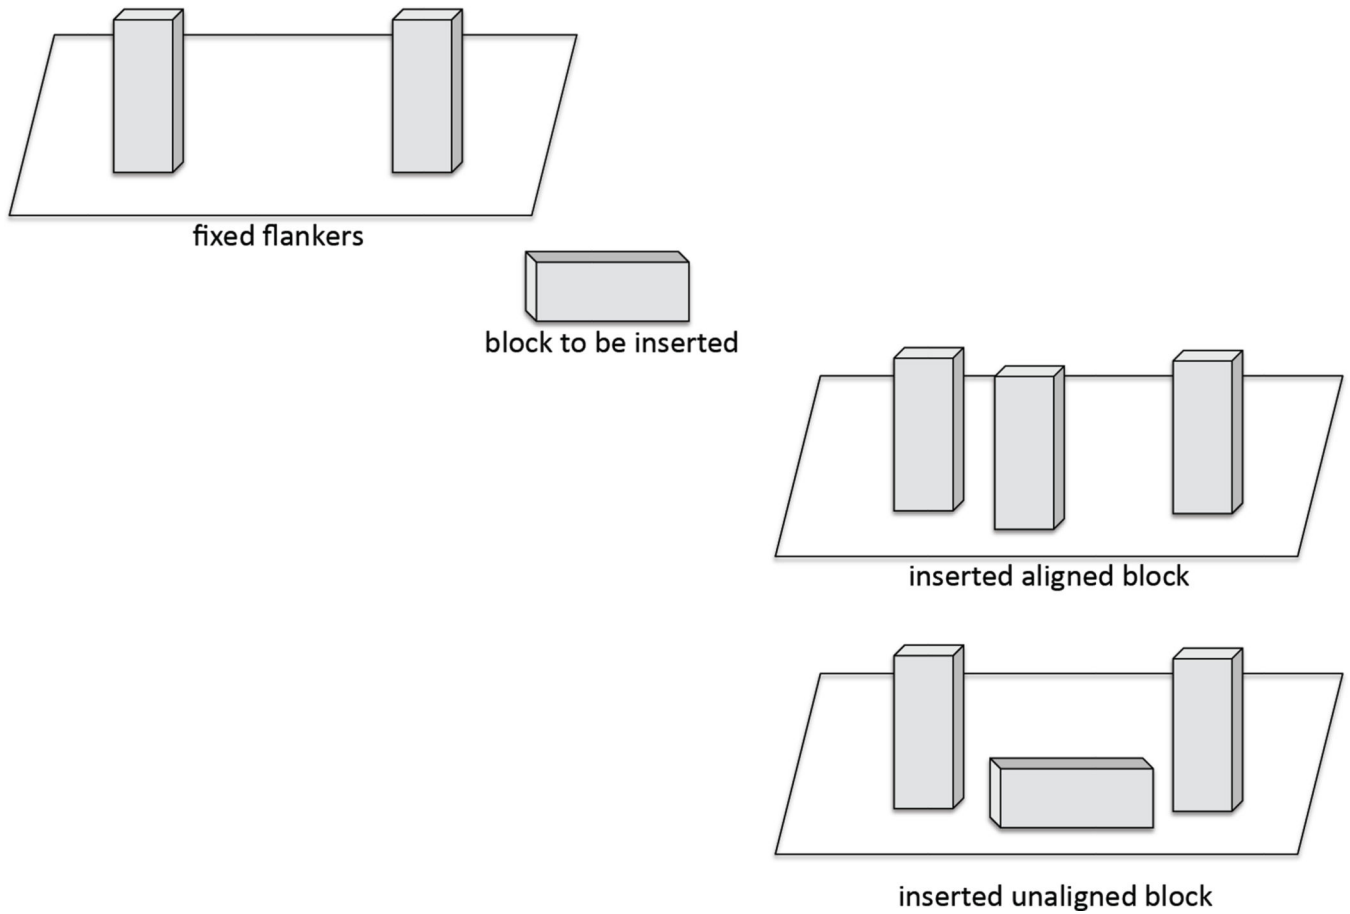 fixed flankers
block to be inserted
inserted aligned block
inserted unaligned block